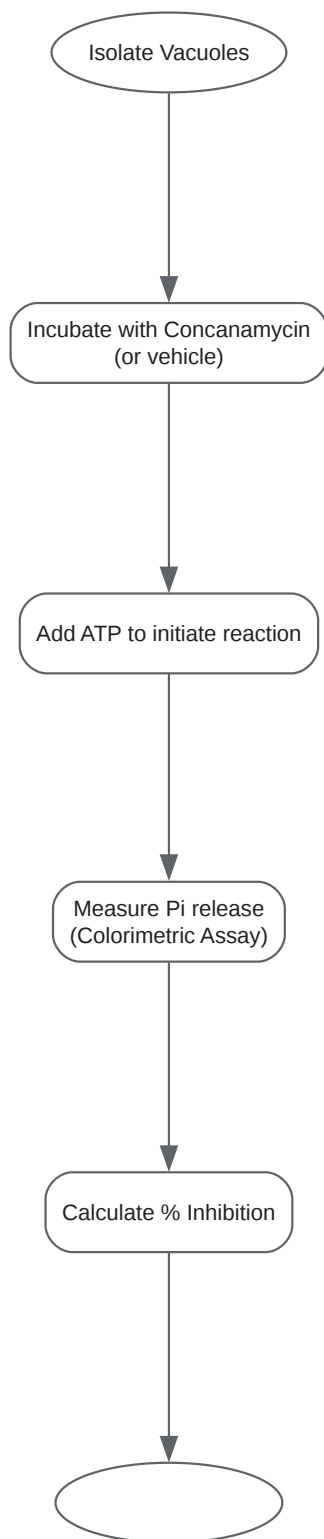 Isolate Vacuoles
Incubate with Concanamycin
(or vehicle)
Add ATP to initiate reaction
Measure Pi release
(Colorimetric Assay)
Calculate % Inhibition